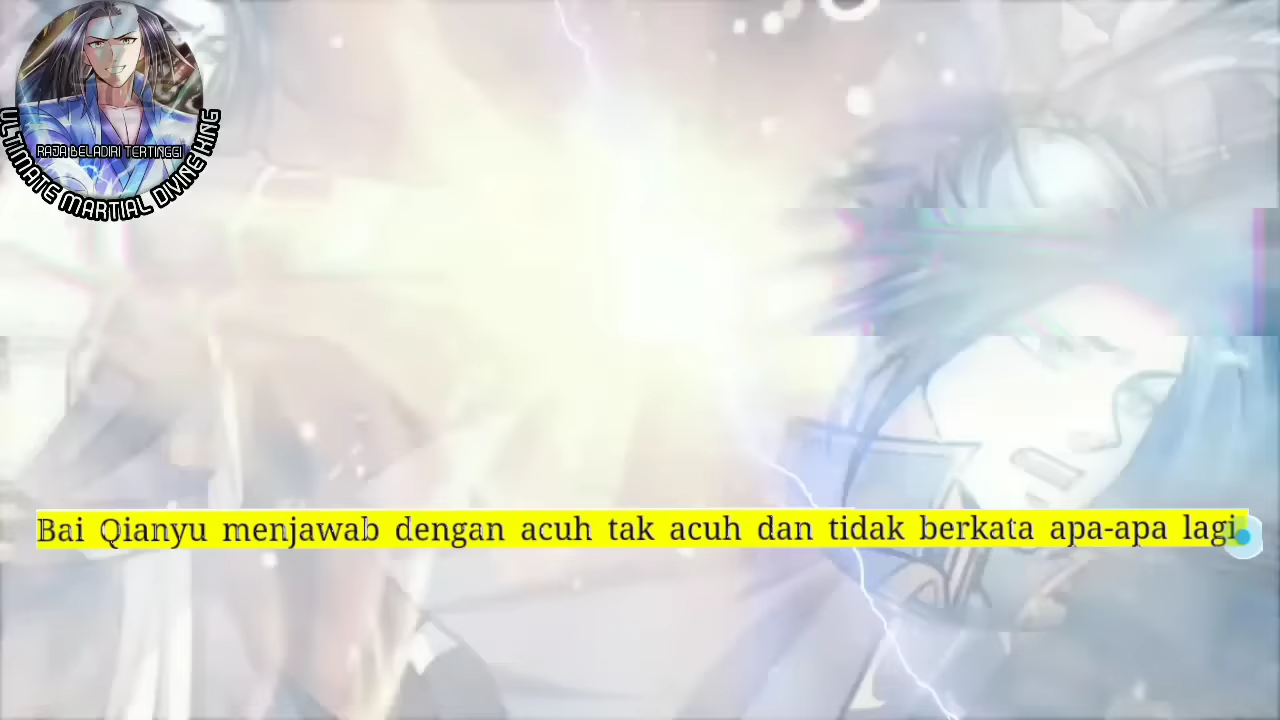 RAJA BELADIRI TERTINGGI
ULTIMATE MARTIAL DIVINE KING
Bai Qianyu menjawab dengan acuh tak acuh dan tidak berkata apa-apa lagi